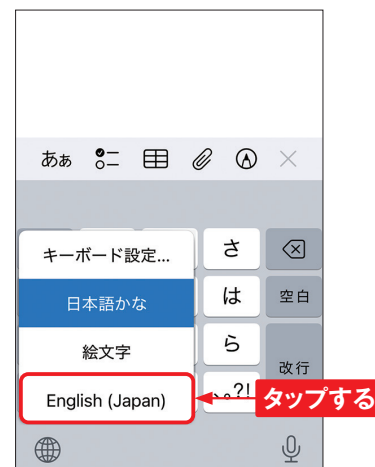 ああ
キーボード設定...
さ
日本語かな
は
空白
絵文字
ら
改行
English (Japan)
、。?!
タップする